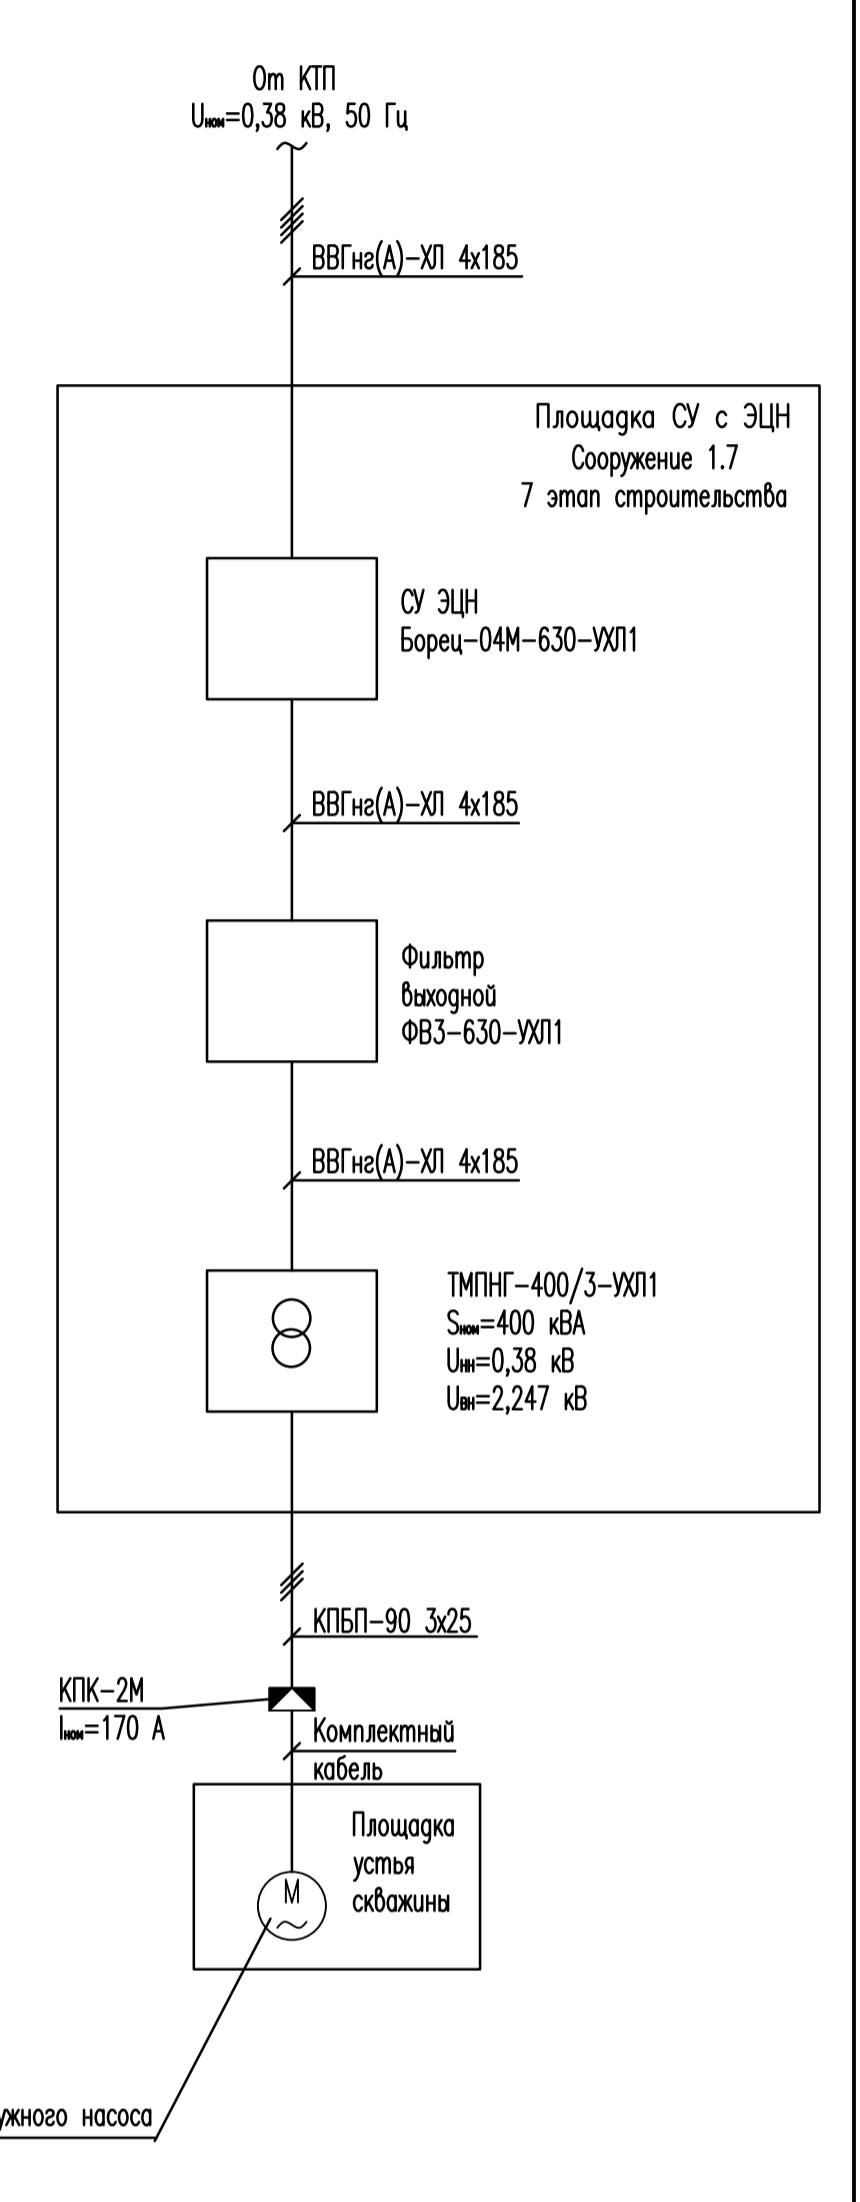 От КТП
Uном=0,38 кВ, 50 Гц
ВВГнг(А)-ХЛ 4х185
Площадка СУ с ЭЦН
Сооружение 1.7
7 этап строительства
СУ ЭЦН
Борец-04М-630-УХЛ1
ВВГнг(А)-ХЛ 4х185
Фильтр
выходной
ФВ3-630-УХЛ1
ВВГнг(А)-ХЛ 4х185
ТМПНГ-400/3-УХЛ1
Sном=400 кВА
Uнн=0,38 кВ
Uвн=2,247 кВ
КПБП-90 3х25
КПК-2М
Iном=170 А
Комплектный
кабель
Площадка
устья
скважины
М
насоса